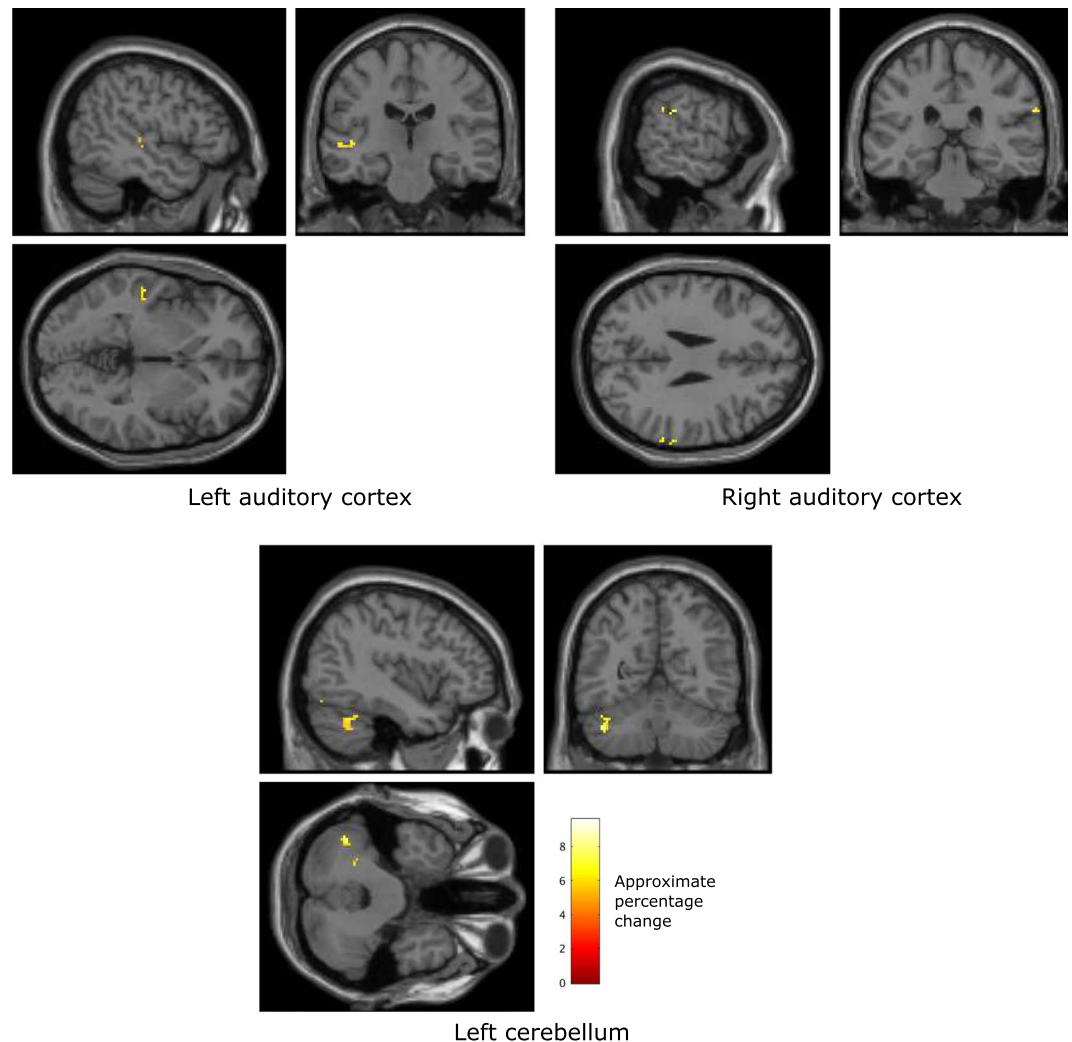 Left auditory cortex
Right auditory cortex
8
6
4
2
0
Approximate
percentage
change
Left cerebellum